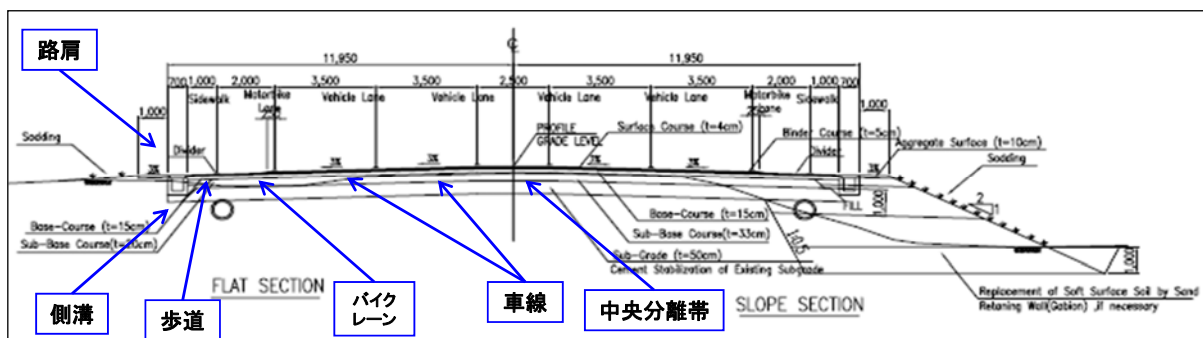 路肩
℄
11,950
11,950
700 1,000 2,000 3,500 3,500 2,500 3,500 3,500 2,000 1,000 700
1,000
Sidewalk
Motorbike
Lane
Vehicle Lane
Vehicle Lane
Vehicle Lane
Vehicle Lane
Motorbike
Lane
Sidewalk
1,000
Sodding
Divider
3%
3%
3%
PROFILE
GRADE LEVEL
Surface Course (t=4cm)
Binder Course (t=5cm)
Divider
3%
Aggregate Surface (t=10cm)
Sodding
2
1
FILL
1,000
Base-Course (t=15cm)
Sub-Base Course(t=20cm)
Base-Course (t=15cm)
Sub-Base Course(t=33cm)
Sub-Grade (t=50cm)
Cement Stabilization of Existing Subgrade
1:0.5
1,000
FLAT SECTION
SLOPE SECTION
Replacement of Soft Surface Soil by Sand
Retaning Wall(Gabion) ,if necessary
側溝
歩道
バイク
レーン
車線
中央分離帯